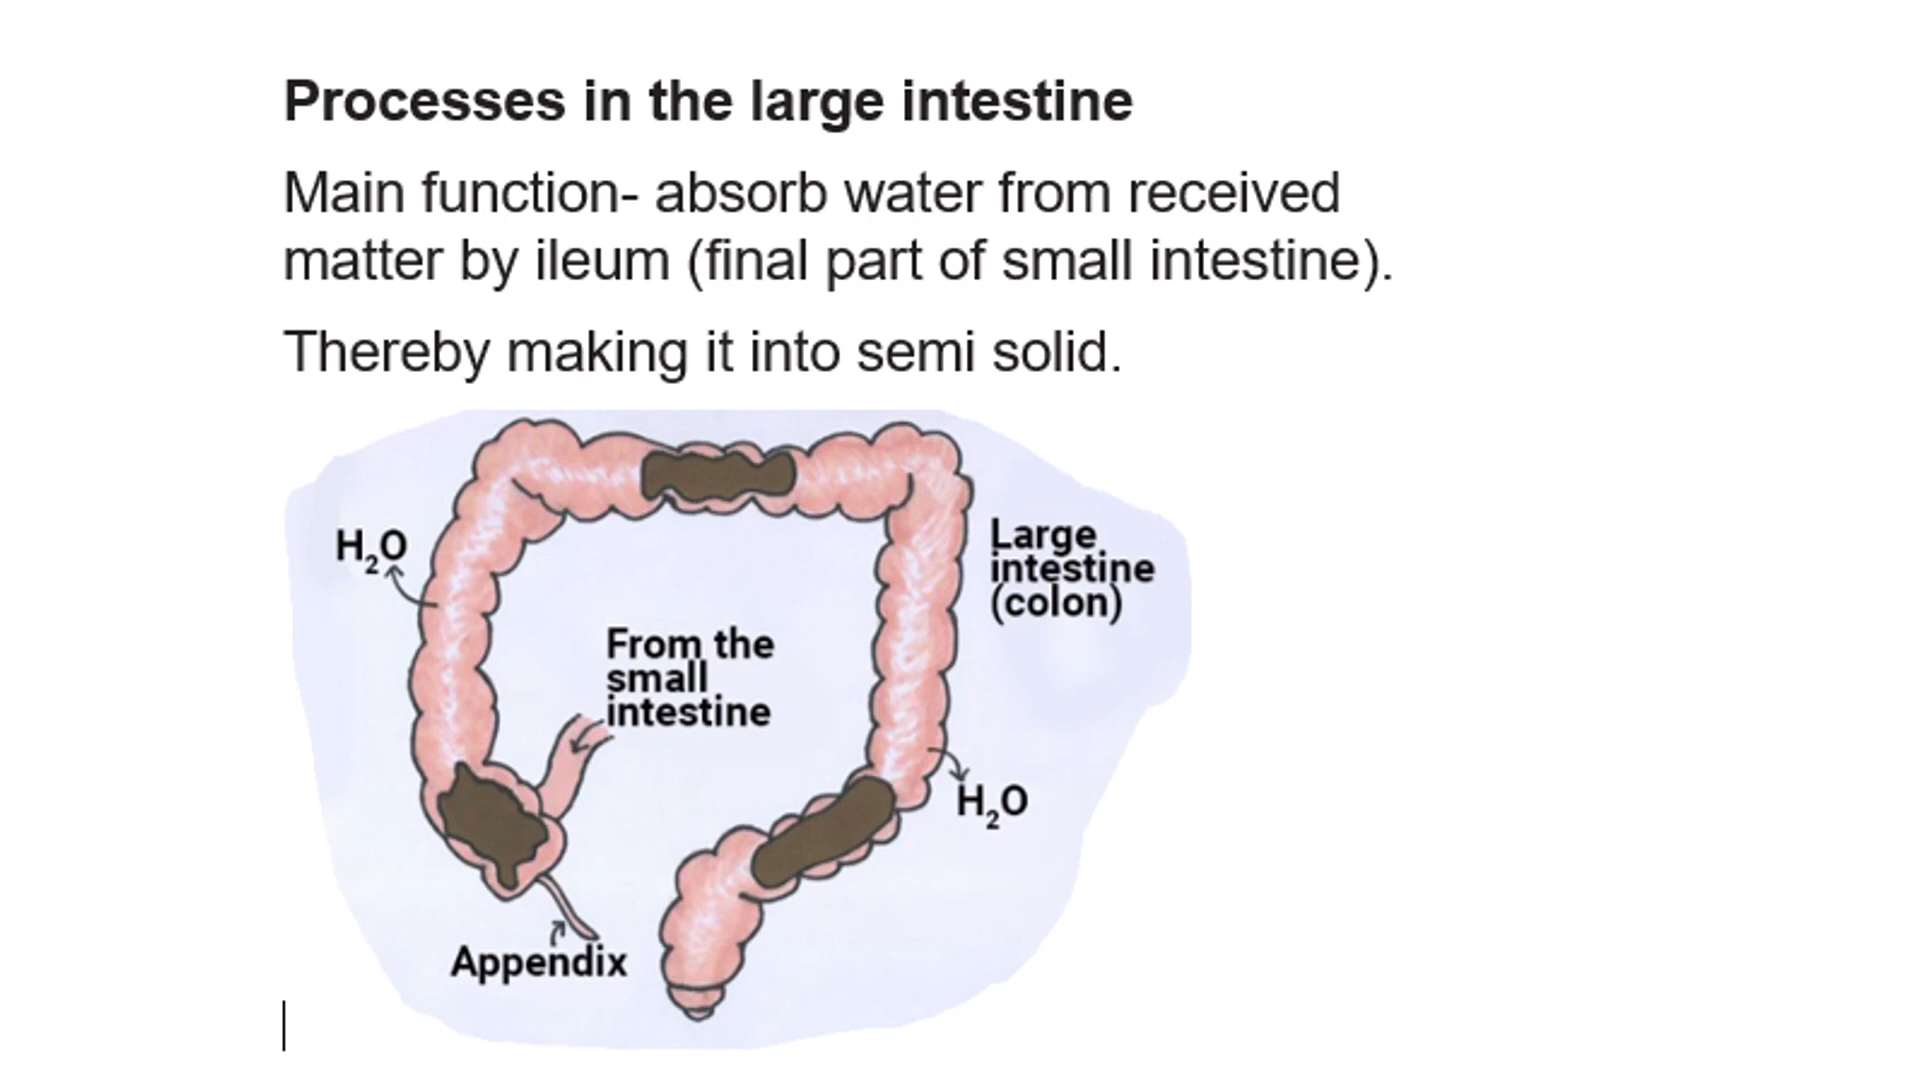 Processes in the large intestine
Main function- absorb water from received
matter by ileum (final part of small intestine).
Thereby making it into semi solid.
H₂O
Large
intestine
(colon)
From the
small
intestine
H₂O
Appendix